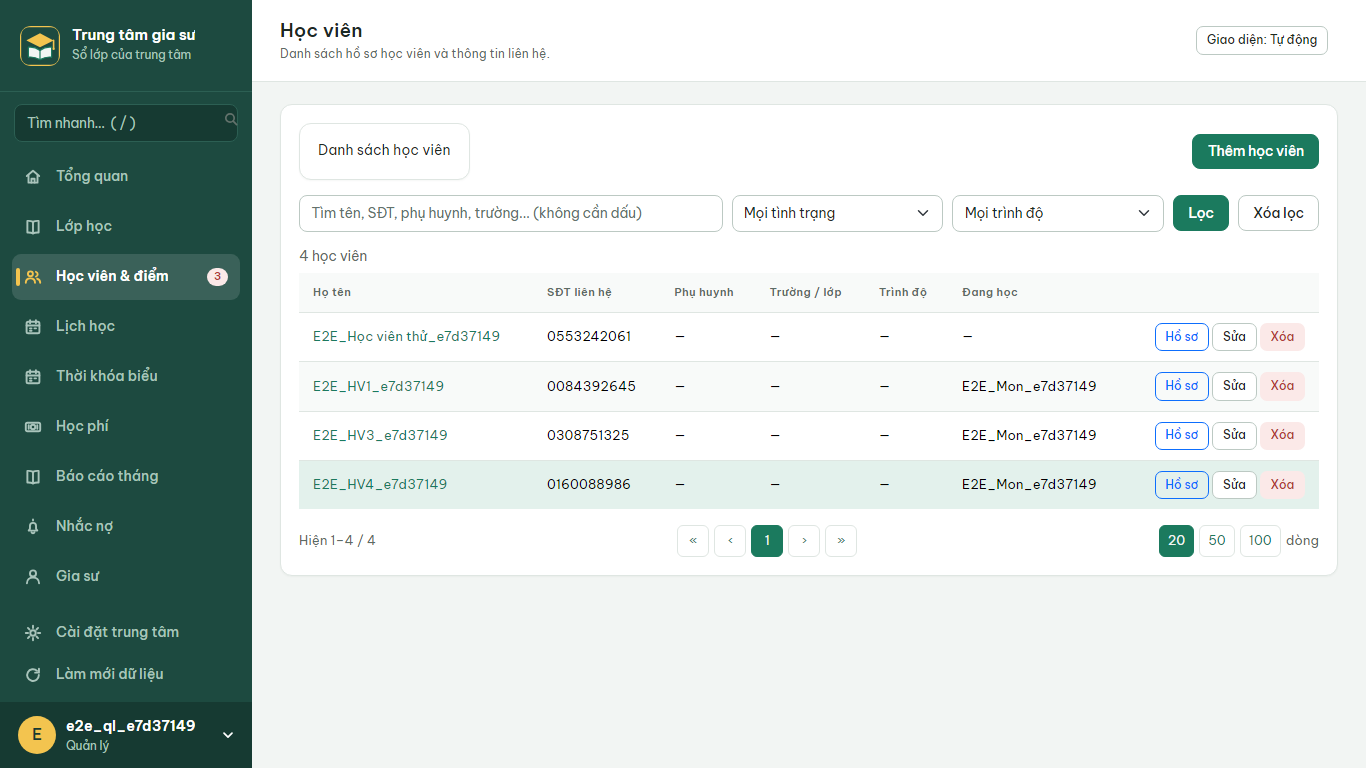 Trung tâm gia sư
Sổ lớp của trung tâm
Tìm nhanh... ( / )
Tổng quan
Lớp học
Học viên & điểm 3
Lịch học
Thời khóa biểu
Học phí
Báo cáo tháng
Nhắc nợ
Gia sư
Cài đặt trung tâm
Làm mới dữ liệu
E
e2e_ql_e7d37149
Quản lý
Học viên
Danh sách hồ sơ học viên và thông tin liên hệ.
Giao diện: Tự động
Danh sách học viên
Thêm học viên
Tìm tên, SĐT, phụ huynh, trường... (không cần dấu) Mọi tình trạng Mọi trình độ Lọc Xóa lọc
4 học viên
Họ tên SĐT liên hệ Phụ huynh Trường / lớp Trình độ Đang học
E2E_Học viên thử_e7d37149 0553242061 — — — — Hồ sơ Sửa Xóa
E2E_HV1_e7d37149 0084392645 — — — E2E_Mon_e7d37149 Hồ sơ Sửa Xóa
E2E_HV3_e7d37149 0308751325 — — — E2E_Mon_e7d37149 Hồ sơ Sửa Xóa
E2E_HV4_e7d37149 0160088986 — — — E2E_Mon_e7d37149 Hồ sơ Sửa Xóa
Hiện 1–4 / 4 « ‹ 1 › » 20 50 100 dòng